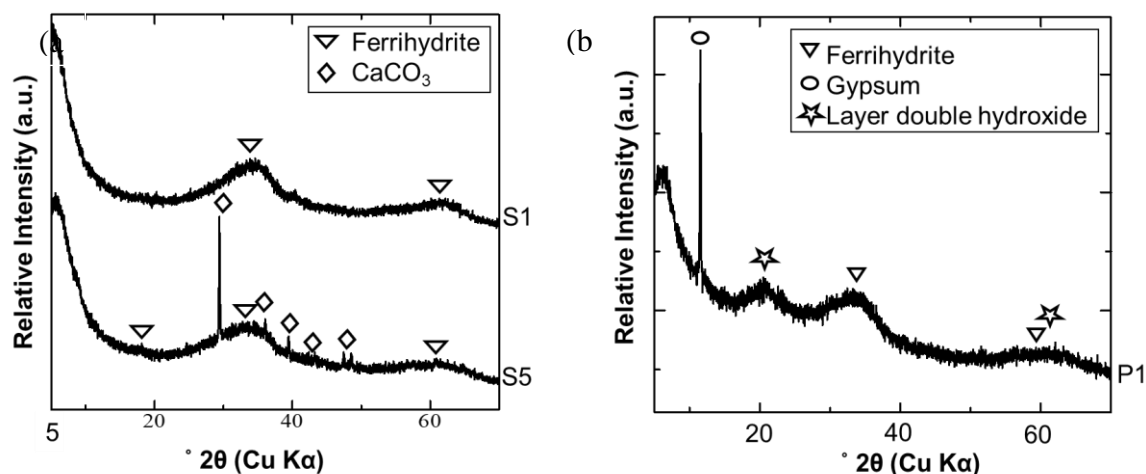 (
Relative Intensity (a.u.)
Ferrihydrite
CaCO₃
S1
S5
5
20
40
60
° 2θ (Cu Kα)
(b
Relative Intensity (a.u.)
Ferrihydrite
Gypsum
Layer double hydroxide
P1
20
40
60
° 2θ (Cu Kα)